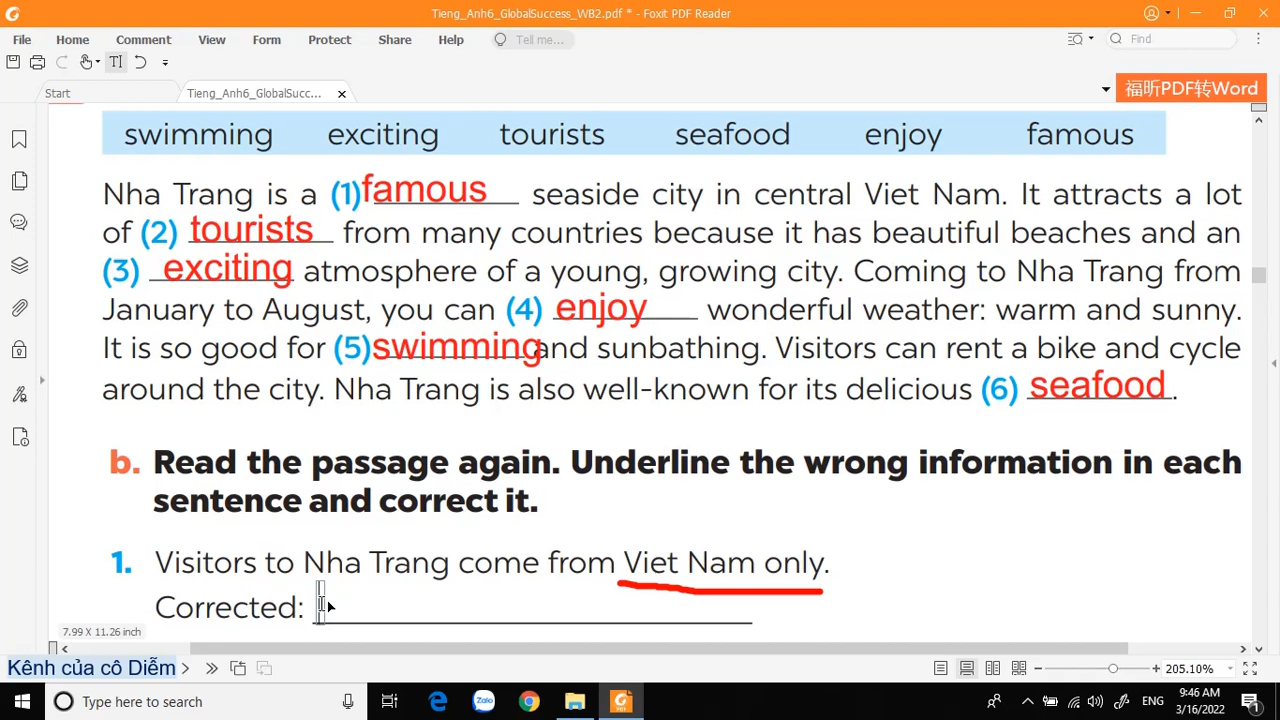 Tieng_Anh6_GlobalSuccess_WB2.pdf * - Foxit PDF Reader
File Home Comment View Form Protect Share Help Tell me... Find
Start Tieng_Anh6_GlobalSucc... 福昕PDF转Word
swimming exciting tourists seafood enjoy famous
Nha Trang is a (1) famous seaside city in central Viet Nam. It attracts a lot
of (2) tourists from many countries because it has beautiful beaches and an
(3) exciting atmosphere of a young, growing city. Coming to Nha Trang from
January to August, you can (4) enjoy wonderful weather: warm and sunny.
It is so good for (5) swimming and sunbathing. Visitors can rent a bike and cycle
around the city. Nha Trang is also well-known for its delicious (6) seafood.
b. Read the passage again. Underline the wrong information in each
sentence and correct it.
1. Visitors to Nha Trang come from Viet Nam only.
Corrected:
7.99 x 11.26 inch
Kênh của cô Diễm 205.10%
Type here to search Zalo ENG 9:46 AM
3/16/2022